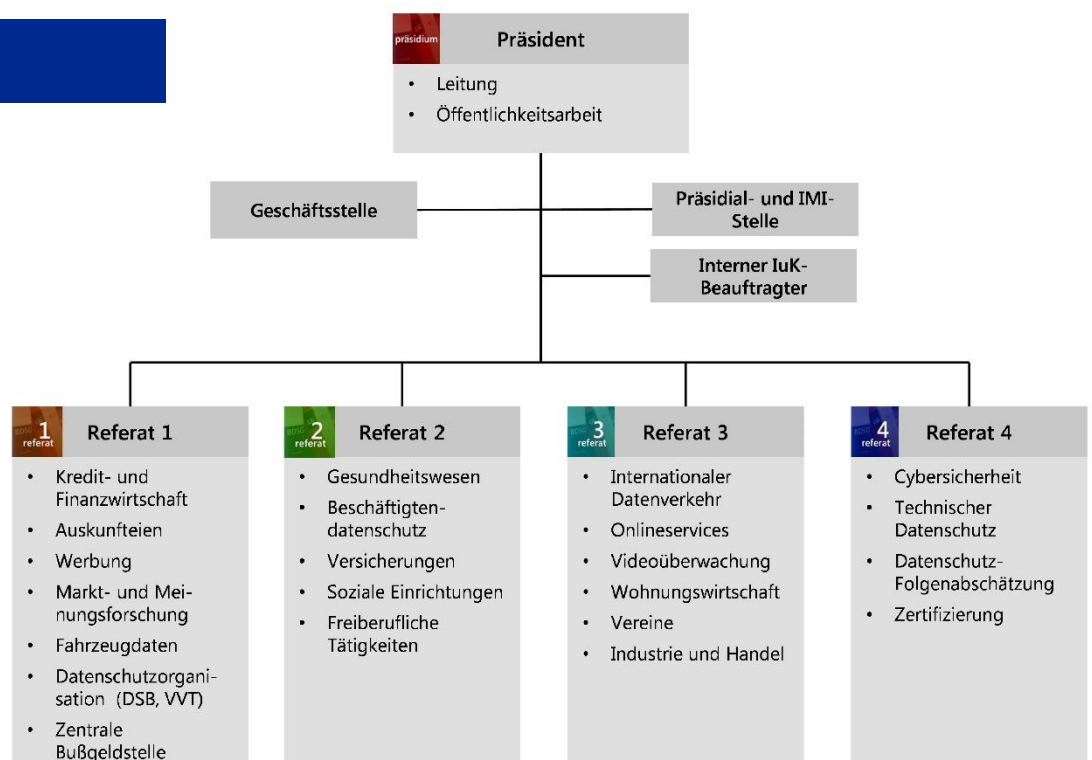 präsidium
Präsident
• Leitung
• Öffentlichkeitsarbeit
Geschäftsstelle
Präsidial- und IMI-
Stelle
Interner IuK-
Beauftragter
1
referat
Referat 1
• Kredit- und
Finanzwirtschaft
• Auskunfteien
• Werbung
• Markt- und Mei-
nungsforschung
• Fahrzeugdaten
• Datenschutzorgani-
sation (DSB, VVT)
• Zentrale
Bußgeldstelle
2
referat
Referat 2
• Gesundheitswesen
• Beschäftigten-
datenschutz
• Versicherungen
• Soziale Einrichtungen
• Freiberufliche
Tätigkeiten
3
referat
Referat 3
• Internationaler
Datenverkehr
• Onlineservices
• Videoüberwachung
• Wohnungswirtschaft
• Vereine
• Industrie und Handel
4
referat
Referat 4
• Cybersicherheit
• Technischer
Datenschutz
• Datenschutz-
Folgenabschätzung
• Zertifizierung